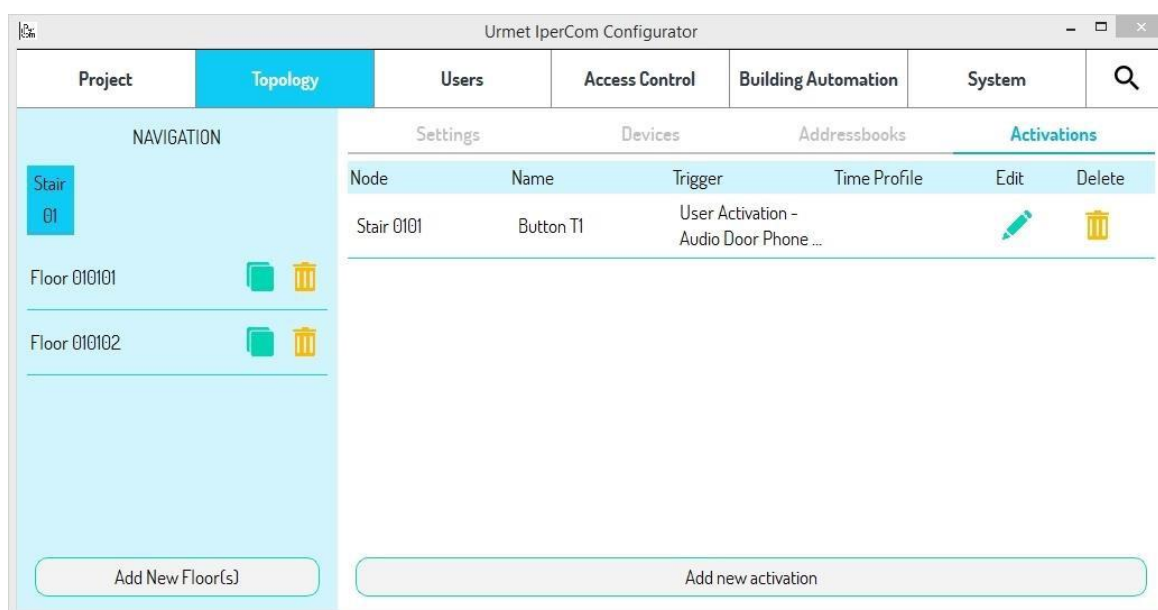 Urmet IperCom Configurator
Project Topology Users Access Control Building Automation System
NAVIGATION
Settings Devices Addressbooks Activations
Stair
01
Node Name Trigger Time Profile Edit Delete
Stair 0101 Button T1 User Activation -
Audio Door Phone ...
Floor 010101
Floor 010102
Add New Floor(s)
Add new activation